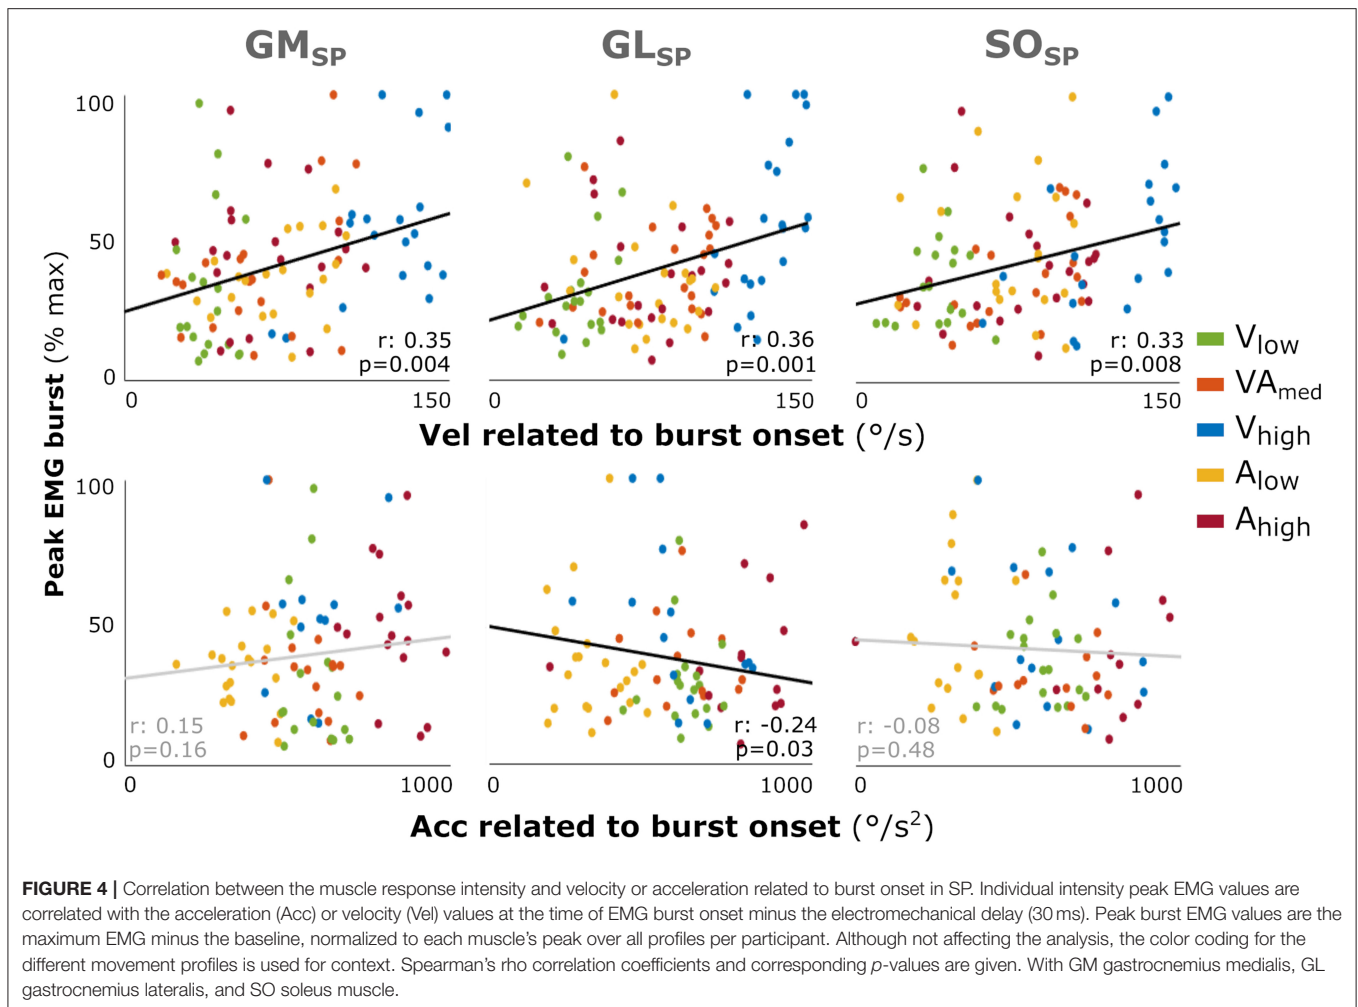 GMSP GLSP SOSP
Peak EMG burst (% max)
100
50
0
r: 0.35
p=0.004
0 150
r: 0.36
p=0.001
0 150
r: 0.33
p=0.008
0 150
Vel related to burst onset (°/s)
Vlow
VAmed
Vhigh
Alow
Ahigh
100
50
0
r: 0.15
p=0.16
0 1000
r: -0.24
p=0.03
0 1000
r: -0.08
p=0.48
0 1000
Acc related to burst onset (°/s²)
FIGURE 4 | Correlation between the muscle response intensity and velocity or acceleration related to burst onset in SP. Individual intensity peak EMG values are
correlated with the acceleration (Acc) or velocity (Vel) values at the time of EMG burst onset minus the electromechanical delay (30 ms). Peak burst EMG values are the
maximum EMG minus the baseline, normalized to each muscle's peak over all profiles per participant. Although not affecting the analysis, the color coding for the
different movement profiles is used for context. Spearman's rho correlation coefficients and corresponding p-values are given. With GM gastrocnemius medialis, GL
gastrocnemius lateralis, and SO soleus muscle.